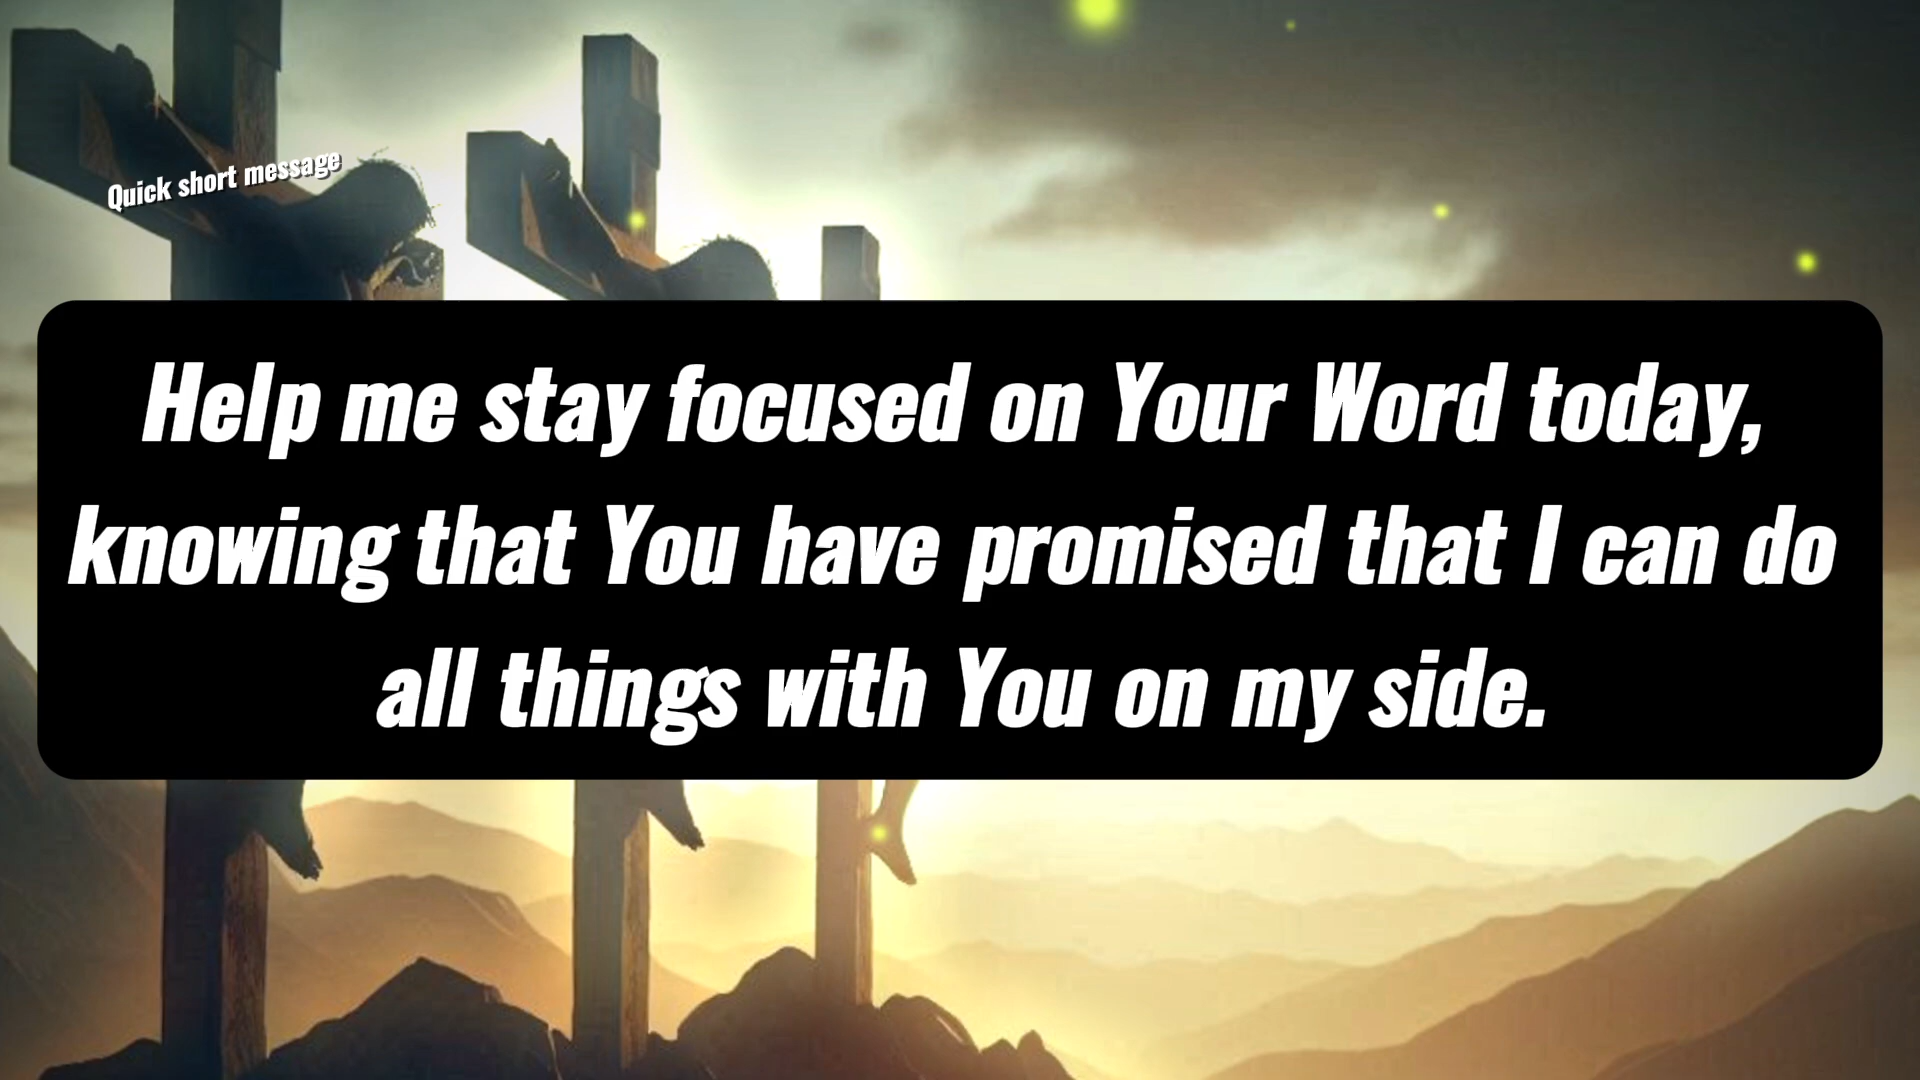 Quick short message
Help me stay focused on Your Word today,
knowing that You have promised that I can do
all things with You on my side.